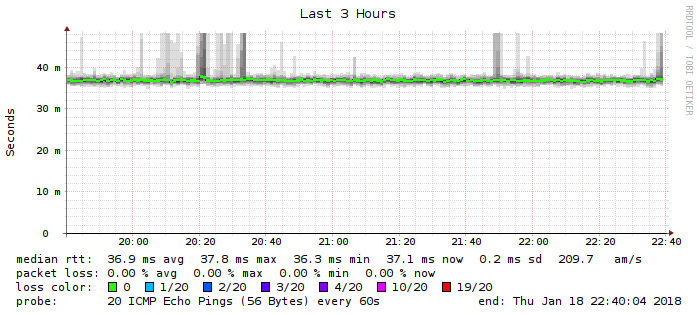 Last 3 Hours
RRDTOOL / TOBI OETIKER
Seconds
40 m
30 m
20 m
10 m
0
20:00 20:20 20:40 21:00 21:20 21:40 22:00 22:20 22:40
median rtt: 36.9 ms avg 37.8 ms max 36.3 ms min 37.1 ms now 0.2 ms sd 209.7 am/s
packet loss: 0.00 % avg 0.00 % max 0.00 % min 0.00 % now
loss color: 0 1/20 2/20 3/20 4/20 10/20 19/20
probe: 20 ICMP Echo Pings (56 Bytes) every 60s end: Thu Jan 18 22:40:04 2018